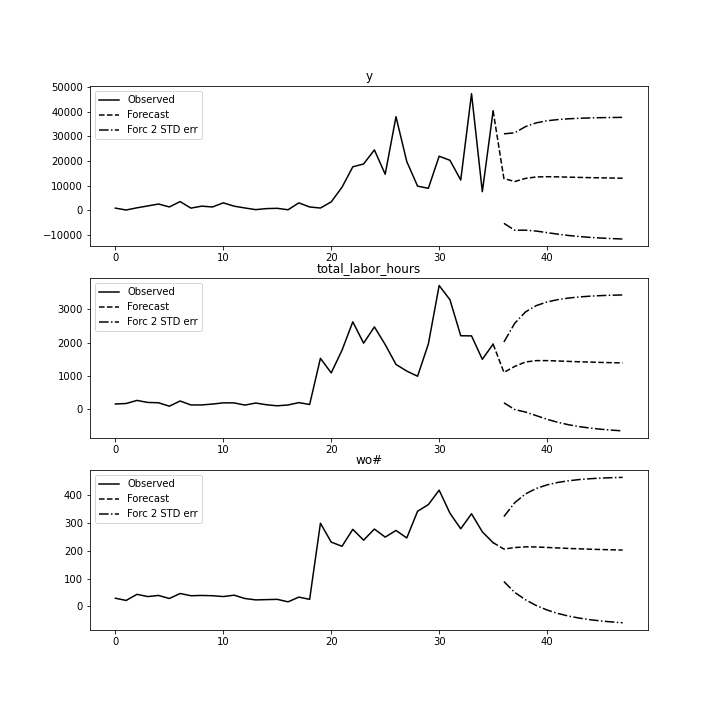 y
50000
40000
30000
20000
10000
0
−10000
Observed
Forecast
Forc 2 STD err
0 10 20 30 40
total_labor_hours
3000
2000
1000
0
Observed
Forecast
Forc 2 STD err
0 10 20 30 40
wo#
400
300
200
100
0
Observed
Forecast
Forc 2 STD err
0 10 20 30 40